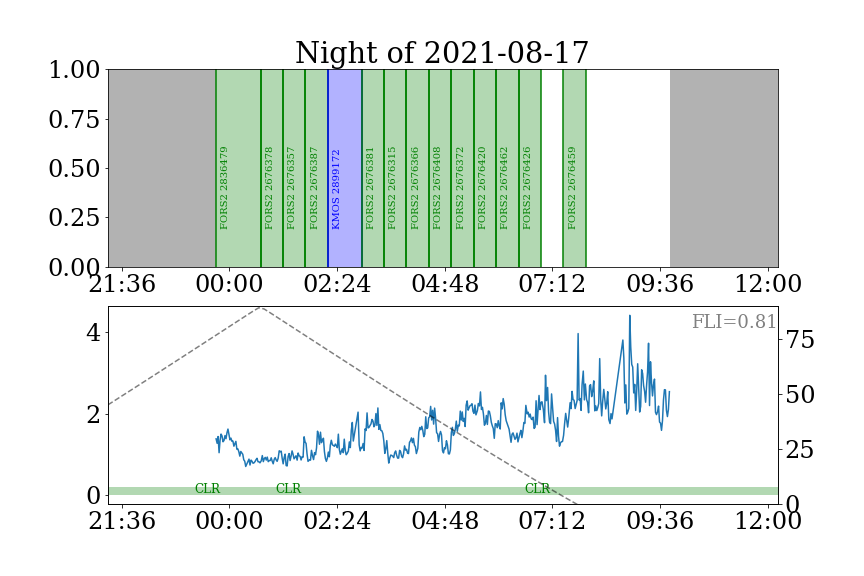 Night of 2021-08-17
1.00
0.75
0.50
0.25
0.00
FORS2 2836479
FORS2 2676378
FORS2 2676357
FORS2 2676387
KMOS 2899172
FORS2 2676381
FORS2 2676315
FORS2 2676366
FORS2 2676408
FORS2 2676372
FORS2 2676420
FORS2 2676462
FORS2 2676426
FORS2 2676459
21:36 00:00 02:24 04:48 07:12 09:36 12:00
FLI=0.81
4
2
0
75
50
25
0
CLR CLR CLR
21:36 00:00 02:24 04:48 07:12 09:36 12:00